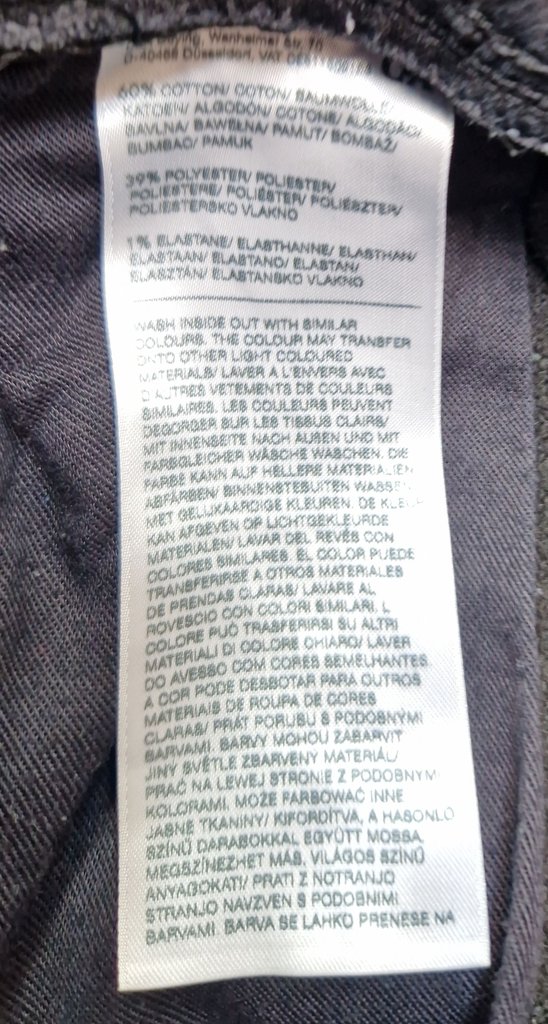 Buying, Wanheimer Str. 70
D-40468 Düsseldorf, VAT
60% COTTON/ COTON/ BAUMWOLLE/
KATOEN/ ALGODÓN/ COTONE/ ALGODÃO/
BAVLNA/ BAWEŁNA/ PAMUT/ BOMBAŽ/
BUMBAC/ PAMUK
39% POLYESTER/ POLIESTER/
POLIESTERE/ POLIÉSTER/ POLIÉSZTER/
POLIESTERSKO VLAKNO
1% ELASTANE/ ELASTHANNE/ ELASTHAN/
ELASTAAN/ ELASTANO/ ELASTAN/
ELASZTÁN/ ELASTANSKO VLAKNO
WASH INSIDE OUT WITH SIMILAR
COLOURS. THE COLOUR MAY TRANSFER
ONTO OTHER LIGHT COLOURED
MATERIALS/ LAVER A L'ENVERS AVEC
D'AUTRES VETEMENTS DE COULEURS
SIMILAIRES. LES COULEURS PEUVENT
DEGORGER SUR LES TISSUS CLAIRS/
MIT INNENSEITE NACH AUßEN UND MIT
FARBGLEICHER WÄSCHE WASCHEN. DIE
FARBE KANN AUF HELLERE MATERIALIEN
ABFÄRBEN/ BINNENSTEBUITEN WASSEN
MET GELIJKAARDIGE KLEUREN. DE KLEUR
KAN AFGEVEN OP LICHTGEKLEURDE
MATERIALEN/ LAVAR DEL REVÉS CON
COLORES SIMILARES. EL COLOR PUEDE
TRANSFERIRSE A OTROS MATERIALES
DE PRENDAS CLARAS/ LAVARE AL
ROVESCIO CON COLORI SIMILARI. IL
COLORE PUÒ TRASFERIRSI SU ALTRI
MATERIALI DI COLORE CHIARO/ LAVER
DO AVESSO COM CORES SEMELHANTES.
A COR PODE DESBOTAR PARA OUTROS
MATERIAIS DE ROUPA DE CORES
CLARAS/ PRÁT PORUBU S PODOBNÝMI
BARVAMI. BARVY MOHOU ZABARVIT
JINÝ SVĚTLE ZBARVENÝ MATERIÁL/
PRAĆ NA LEWEJ STRONIE Z PODOBNYMI
KOLORAMI. MOŻE FARBOWAĆ INNE
JASNE TKANINY/ KIFORDÍTVA, A HASONLÓ
SZÍNŰ DARABOKKAL EGYÜTT MOSSA.
MEGSZÍNEZHET MÁS, VILÁGOS SZÍNŰ
ANYAGOKAT/ PRATI Z NOTRANJO
STRANJO NAVZVEN S PODOBNIMI
BARVAMI. BARVA SE LAHKO PRENESE NA